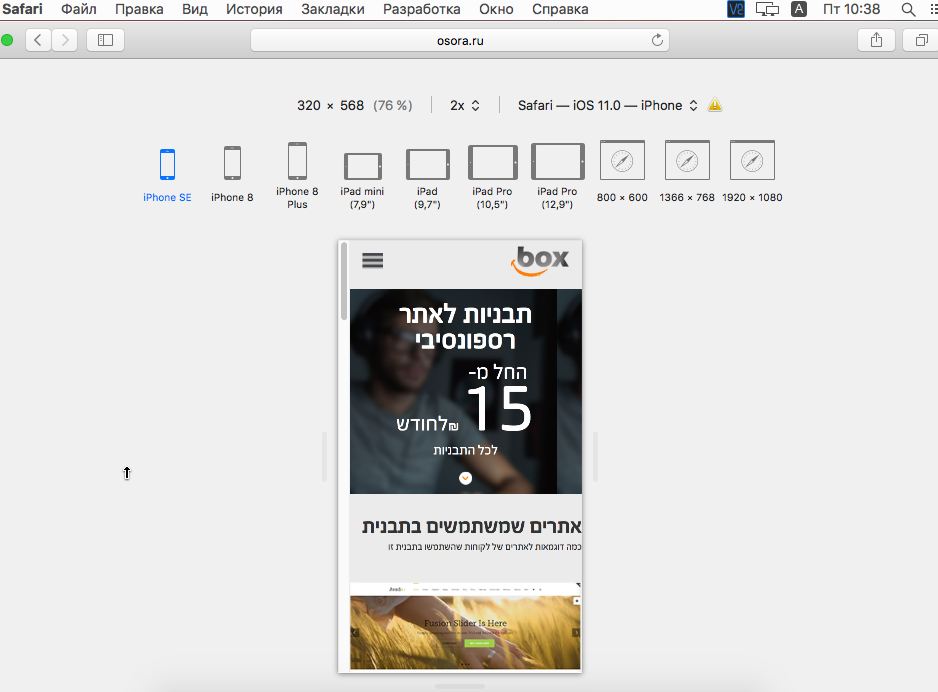 Safari Файл Правка Вид История Закладки Разработка Окно Справка A Пт 10:38
osora.ru
320 × 568 (76 %) 2x Safari — iOS 11.0 — iPhone
iPhone SE
iPhone 8
iPhone 8
Plus
iPad mini
(7,9")
iPad
(9,7")
iPad Pro
(10,5")
iPad Pro
(12,9")
800 × 600
1366 × 768
1920 × 1080
box
תבניות לאתר
רספונסיבי
החל מ-
15
₪לחודש
לכל התבניות
אתרים שמשתמשים בתבנית
כמה דוגמאות לאתרים של לקוחות שהשתמשו בתבנית זו
Fusion Slider Is Here